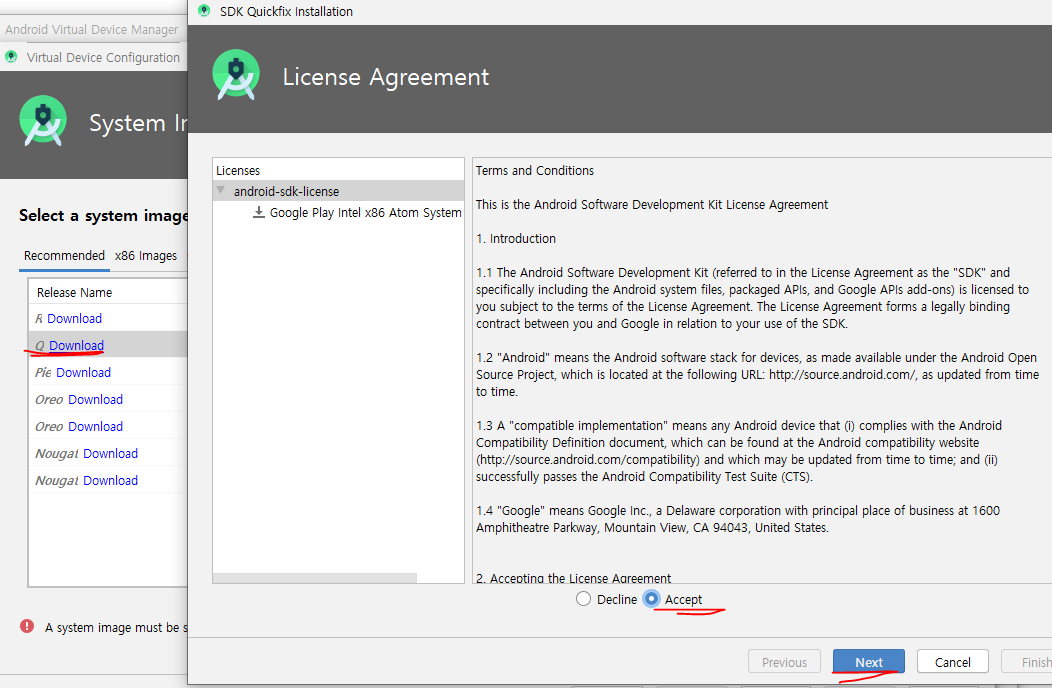 SDK Quickfix Installation
Android Virtual Device Manager
Virtual Device Configuration
License Agreement
System
Select a system image
Recommended x86 Images
Release Name
R Download
Q Download
Pie Download
Oreo Download
Oreo Download
Nougat Download
Nougat Download
A system image must be
Licenses
android-sdk-license
Google Play Intel x86 Atom System
Terms and Conditions
This is the Android Software Development Kit License Agreement
1. Introduction
1.1 The Android Software Development Kit (referred to in the License Agreement as the "SDK" and
specifically including the Android system files, packaged APIs, and Google APIs add-ons) is licensed to
you subject to the terms of the License Agreement. The License Agreement forms a legally binding
contract between you and Google in relation to your use of the SDK.
1.2 "Android" means the Android software stack for devices, as made available under the Android Open
Source Project, which is located at the following URL: http://source.android.com/, as updated from time
to time.
1.3 A "compatible implementation" means any Android device that (i) complies with the Android
Compatibility Definition document, which can be found at the Android compatibility website
(http://source.android.com/compatibility) and which may be updated from time to time; and (ii)
successfully passes the Android Compatibility Test Suite (CTS).
1.4 "Google" means Google Inc., a Delaware corporation with principal place of business at 1600
Amphitheatre Parkway, Mountain View, CA 94043, United States.
2. Accepting the License Agreement
Decline Accept
Previous Next Cancel Finish